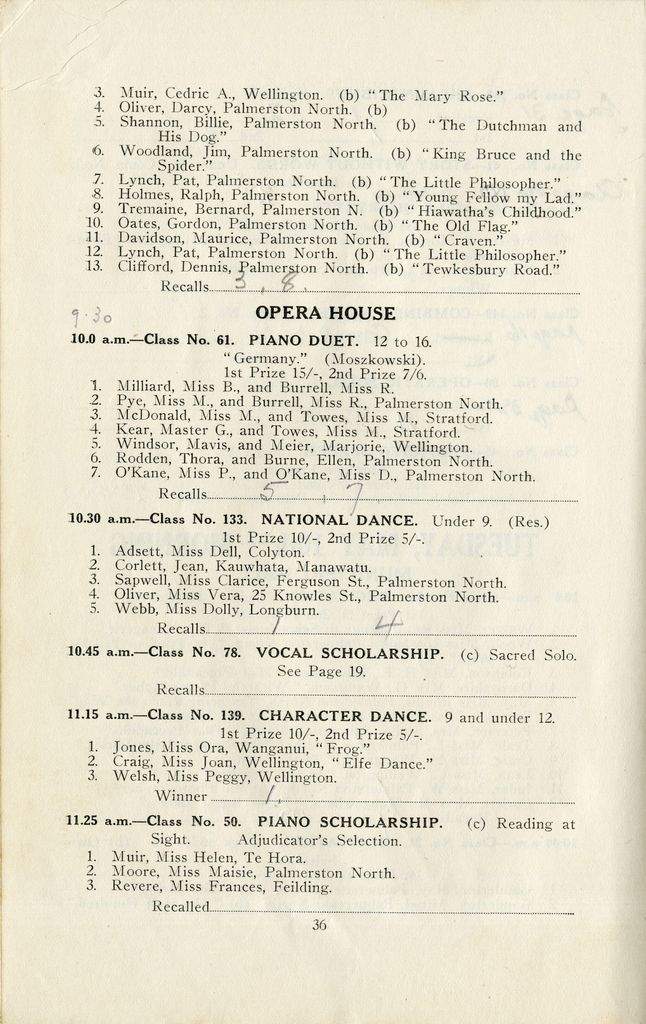 3. Muir, Cedric A., Wellington. (b) "The Mary Rose."
4. Oliver, Darcy, Palmerston North. (b)
5. Shannon, Billie, Palmerston North. (b) "The Dutchman and
His Dog."
6. Woodland, Jim, Palmerston North. (b) "King Bruce and the
Spider."
7. Lynch, Pat, Palmerston North. (b) "The Little Philosopher."
8. Holmes, Ralph, Palmerston North. (b) "Young Fellow my Lad."
9. Tremaine, Bernard, Palmerston N. (b) "Hiawatha's Childhood."
10. Oates, Gordon, Palmerston North. (b) "The Old Flag."
11. Davidson, Maurice, Palmerston North. (b) "Craven."
12. Lynch, Pat, Palmerston North. (b) "The Little Philosopher."
13. Clifford, Dennis, Palmerston North. (b) "Tewkesbury Road."
Recalls 3, 8.
OPERA HOUSE
9.30
10.0 a.m.—Class No. 61. PIANO DUET. 12 to 16.
"Germany." (Moszkowski).
1st Prize 15/-, 2nd Prize 7/6.
1. Milliard, Miss B., and Burrell, Miss R.
2. Pye, Miss M., and Burrell, Miss R., Palmerston North.
3. McDonald, Miss M., and Towes, Miss M., Stratford.
4. Kear, Master G., and Towes, Miss M., Stratford.
5. Windsor, Mavis, and Meier, Marjorie, Wellington.
6. Rodden, Thora, and Burne, Ellen, Palmerston North.
7. O'Kane, Miss P., and O'Kane, Miss D., Palmerston North.
Recalls 5, 7
10.30 a.m.—Class No. 133. NATIONAL DANCE. Under 9. (Res.)
1st Prize 10/-, 2nd Prize 5/-.
1. Adsett, Miss Dell, Colyton.
2. Corlett, Jean, Kauwhata, Manawatu.
3. Sapwell, Miss Clarice, Ferguson St., Palmerston North.
4. Oliver, Miss Vera, 25 Knowles St., Palmerston North.
5. Webb, Miss Dolly, Longburn.
Recalls 1 4
10.45 a.m.—Class No. 78. VOCAL SCHOLARSHIP. (c) Sacred Solo.
See Page 19.
Recalls
11.15 a.m.—Class No. 139. CHARACTER DANCE. 9 and under 12.
1st Prize 10/-, 2nd Prize 5/-.
1. Jones, Miss Ora, Wanganui, "Frog."
2. Craig, Miss Joan, Wellington, "Elfe Dance."
3. Welsh, Miss Peggy, Wellington.
Winner 1.
11.25 a.m.—Class No. 50. PIANO SCHOLARSHIP. (c) Reading at
Sight. Adjudicator's Selection.
1. Muir, Miss Helen, Te Hora.
2. Moore, Miss Maisie, Palmerston North.
3. Revere, Miss Frances, Feilding.
Recalled
36